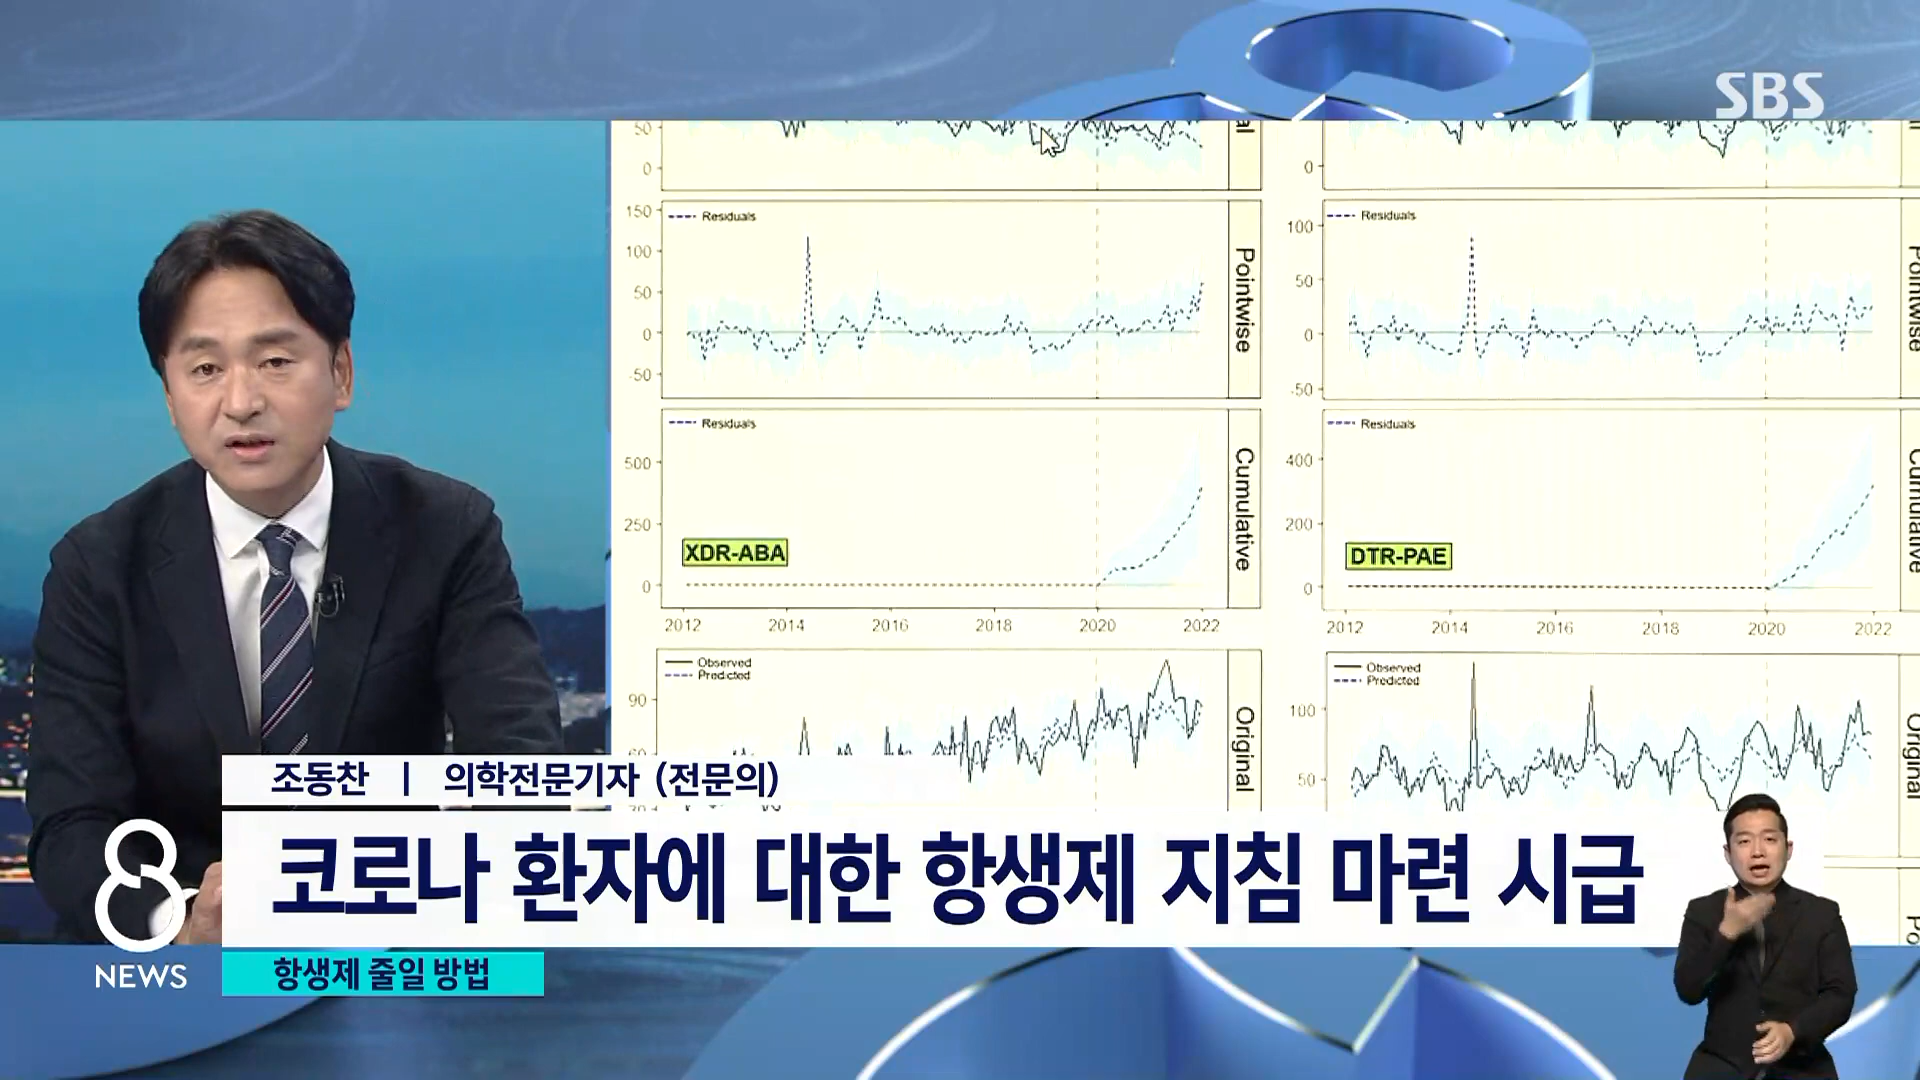 SBS
50
0
al
0
150
100
50
0
-50
Residuals
Pointwise
100
50
0
-50
Residuals
Pointwise
500
250
0
Residuals
XDR-ABA
Cumulative
2012 2014 2016 2018 2020 2022
400
200
0
Residuals
DTR-PAE
Cumulative
2012 2014 2016 2018 2020 2022
90
60
Observed
Predicted
Original
100
50
Observed
Predicted
Original
조동찬 | 의학전문기자 (전문의)
코로나 환자에 대한 항생제 지침 마련 시급
8
NEWS
항생제 줄일 방법